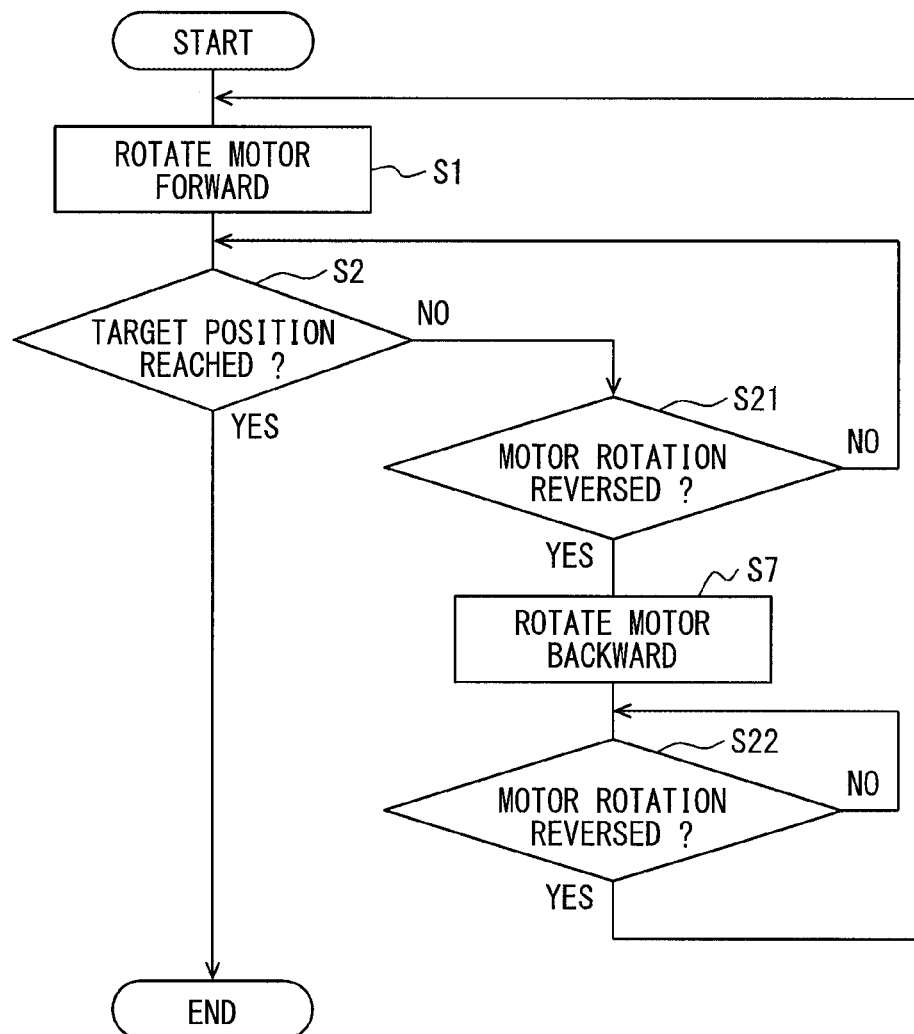 START
ROTATE MOTOR
FORWARD
S1
S2
TARGET POSITION
REACHED ?
NO
YES
S21
MOTOR ROTATION
REVERSED ?
NO
YES
S7
ROTATE MOTOR
BACKWARD
S22
MOTOR ROTATION
REVERSED ?
NO
YES
END